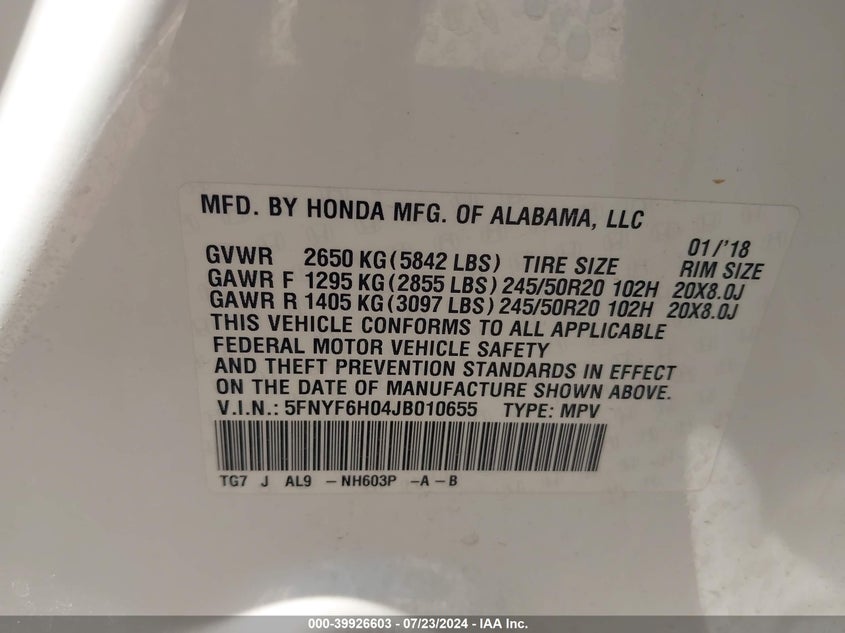 MFD. BY HONDA MFG. OF ALABAMA, LLC
01/'18
GVWR 2650 KG (5842 LBS) TIRE SIZE RIM SIZE
GAWR F 1295 KG (2855 LBS) 245/50R20 102H 20X8.0J
GAWR R 1405 KG (3097 LBS) 245/50R20 102H 20X8.0J
THIS VEHICLE CONFORMS TO ALL APPLICABLE
FEDERAL MOTOR VEHICLE SAFETY
AND THEFT PREVENTION STANDARDS IN EFFECT
ON THE DATE OF MANUFACTURE SHOWN ABOVE.
V.I.N.: 5FNYF6H04JB010655 TYPE: MPV
TG7 J AL9 -NH603P -A-B
000-39926603 - 07/23/2024 - IAA Inc.